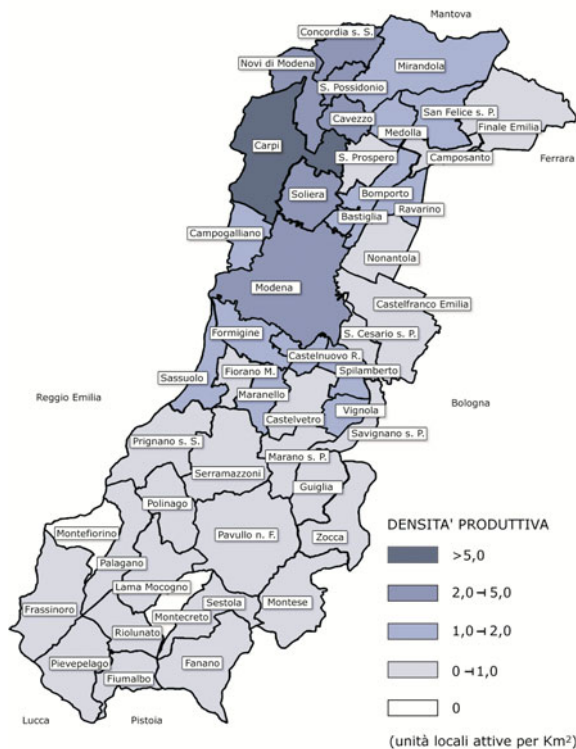 Mantova
Concordia s. S.
Novi di Modena
Mirandola
S. Possidonio
San Felice s. P.
Cavezzo
Medolla
Finale Emilia
Carpi
S. Prospero
Camposanto
Ferrara
Soliera
Bomporto
Ravarino
Bastiglia
Campogalliano
Nonantola
Modena
Castelfranco Emilia
Formigine
S. Cesario s. P.
Castelnuovo R.
Fiorano M.
Spilamberto
Sassuolo
Maranello
Reggio Emilia
Bologna
Vignola
Castelvetro
Savignano s. P.
Prignano s. S.
Marano s. P.
Serramazzoni
Guiglia
Polinago
DENSITA' PRODUTTIVA
Montefiorino
Pavullo n. F.
Zocca
>5,0
Palagano
Lama Mocogno
2,0⊣5,0
Frassinoro
Sestola
Montese
Montecreto
1,0⊣2,0
Riolunato
Pievepelago
Fanano
0⊣1,0
Fiumalbo
0
Lucca
Pistoia
(unità locali attive per Km²)